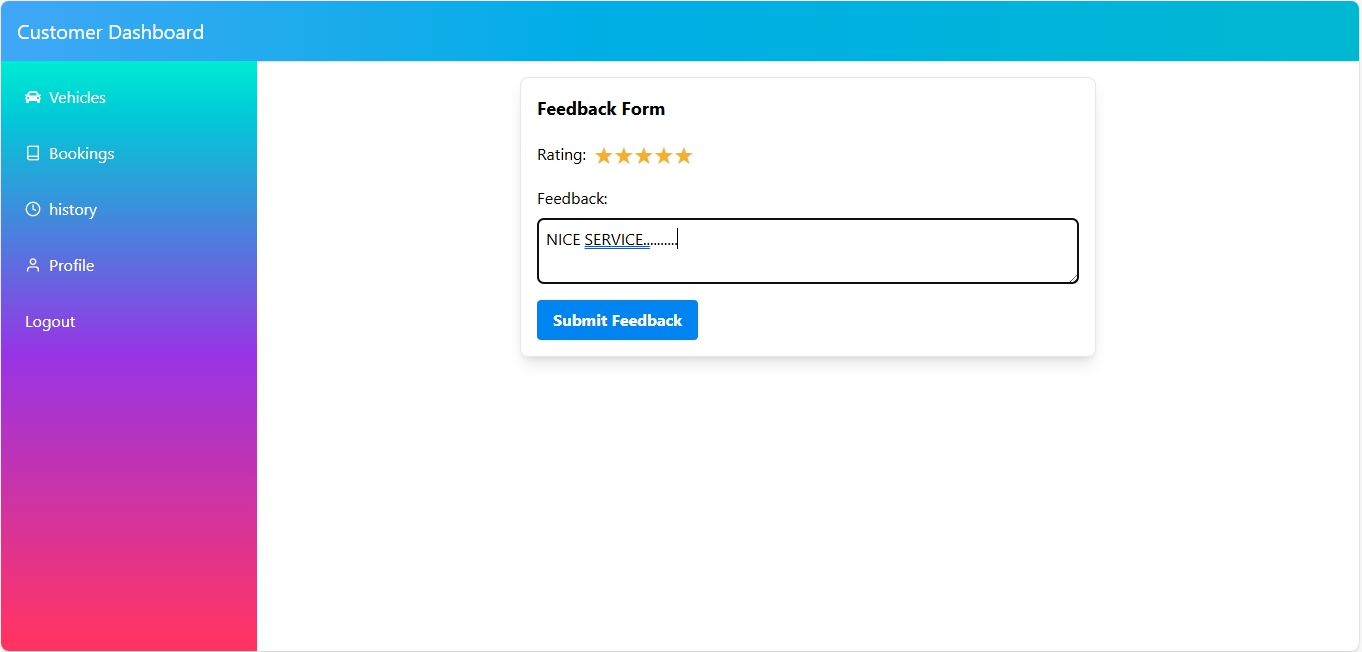 Customer Dashboard
Vehicles
Bookings
history
Profile
Logout
Feedback Form
Rating:
Feedback:
NICE SERVICE.........
Submit Feedback